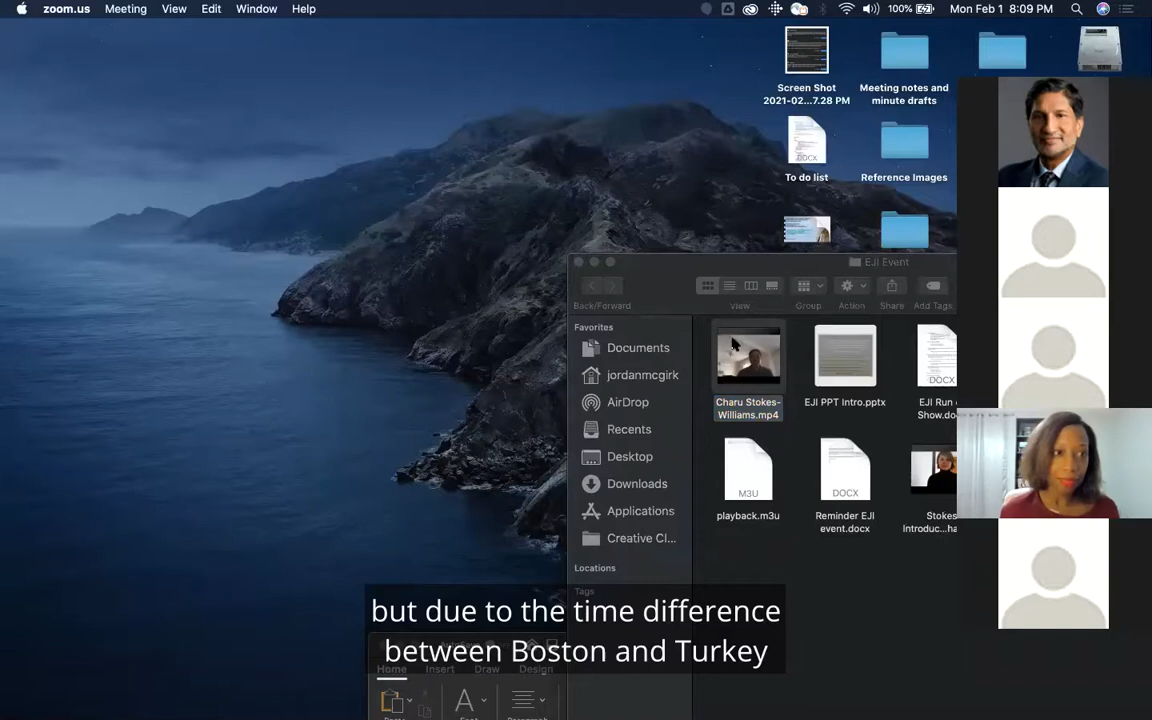 zoom.us Meeting View Edit Window Help
100% Mon Feb 1 8:09 PM
Screen Shot
2021-02...7.28 PM
Meeting notes and
minute drafts
DOCX
To do list
Reference Images
EJI Event
Back/Forward View Group Action Share Add Tags
Favorites
Documents
jordanmcgirk
AirDrop
Recents
Desktop
Downloads
Applications
Creative Cl...
Locations
Tags
Charu Stokes-
Williams.mp4
EJI PPT Intro.pptx
DOCX
EJI Run
Show.do
M3U
playback.m3u
DOCX
Reminder EJI
event.docx
Stokes
Introduc...
but due to the time difference
between Boston and Turkey
Home Insert Draw Design